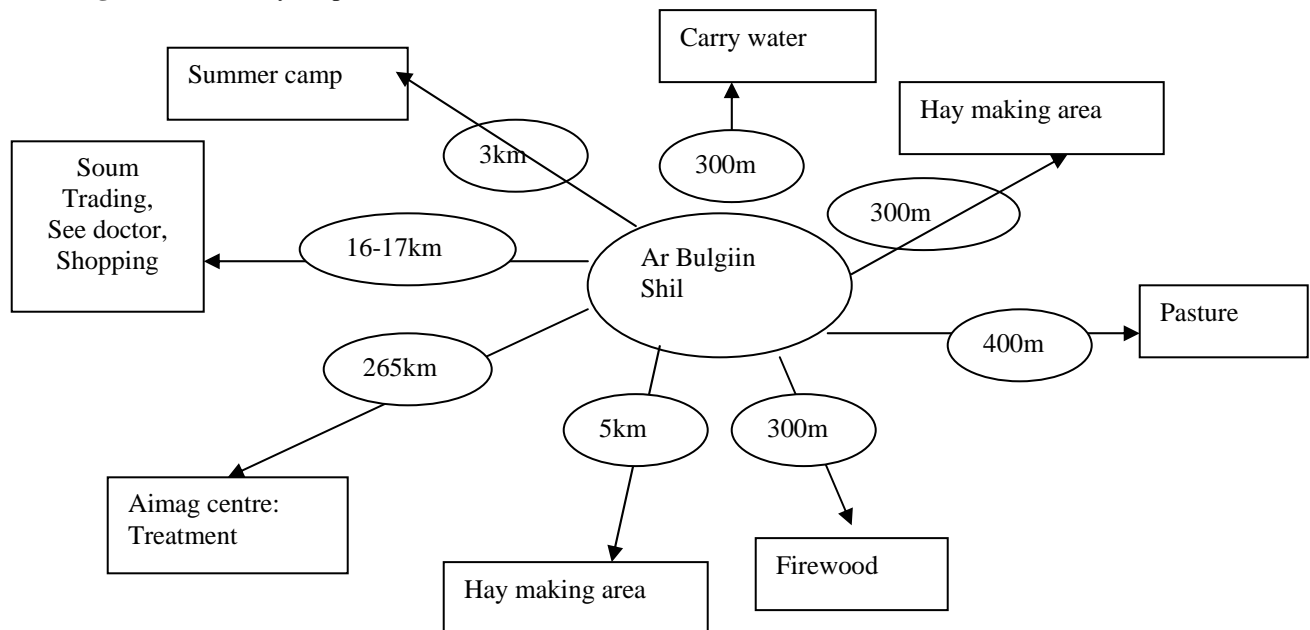 Carry water
Summer camp
Hay making area
Soum
Trading,
See doctor,
Shopping
3km
300m
300m
16-17km
Ar Bulgiin
Shil
Pasture
400m
265km
5km
300m
Aimag centre:
Treatment
Firewood
Hay making area